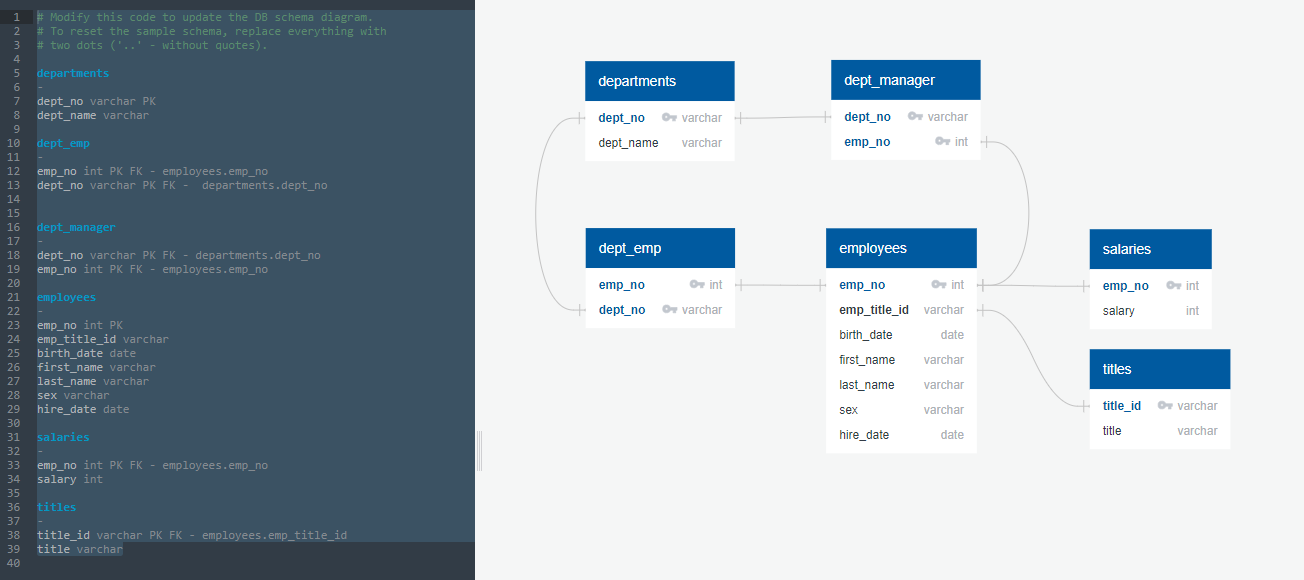 1 # Modify this code to update the DB schema diagram.
2 # To reset the sample schema, replace everything with
3 # two dots ('..' - without quotes).
4
5 departments
6 -
7 dept_no varchar PK
8 dept_name varchar
9
10 dept_emp
11 -
12 emp_no int PK FK - employees.emp_no
13 dept_no varchar PK FK -  departments.dept_no
14
15
16 dept_manager
17 -
18 dept_no varchar PK FK - departments.dept_no
19 emp_no int PK FK - employees.emp_no
20
21 employees
22 -
23 emp_no int PK
24 emp_title_id varchar
25 birth_date date
26 first_name varchar
27 last_name varchar
28 sex varchar
29 hire_date date
30
31 salaries
32 -
33 emp_no int PK FK - employees.emp_no
34 salary int
35
36 titles
37 -
38 title_id varchar PK FK - employees.emp_title_id
39 title varchar
40
departments
dept_no varchar
dept_name varchar
dept_manager
dept_no varchar
emp_no int
dept_emp
emp_no int
dept_no varchar
employees
emp_no int
emp_title_id varchar
birth_date date
first_name varchar
last_name varchar
sex varchar
hire_date date
salaries
emp_no int
salary int
titles
title_id varchar
title varchar